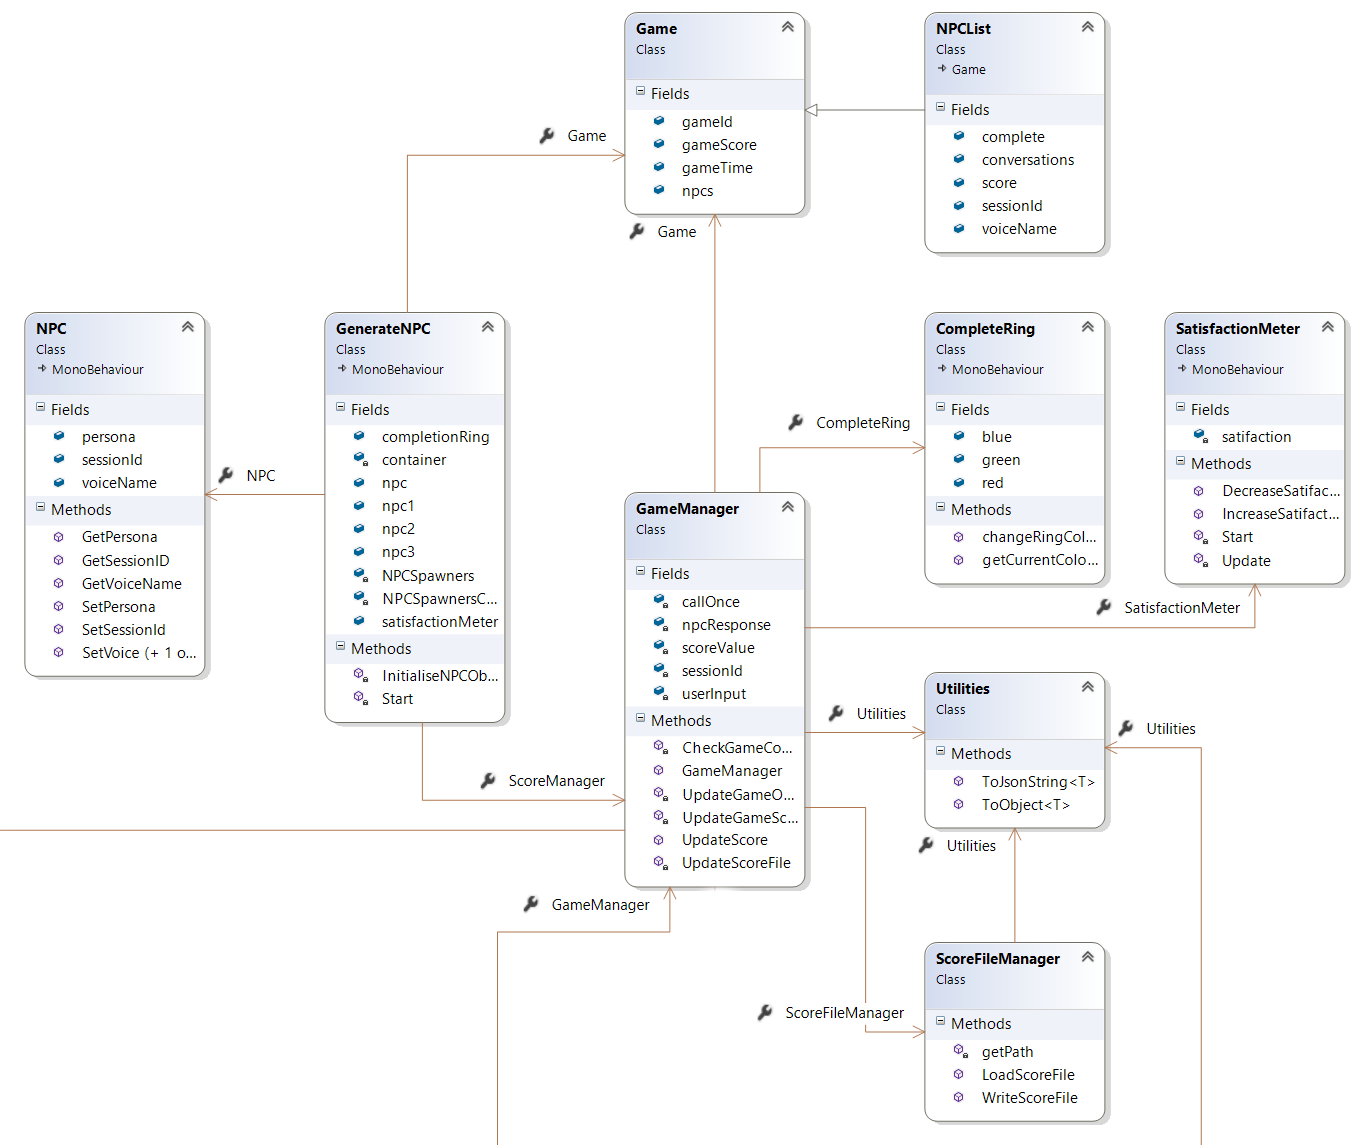 Game
Class
Fields
gameId
gameScore
gameTime
npcs
NPCList
Class
Game
Fields
complete
conversations
score
sessionId
voiceName
Game
Game
NPC
Class
MonoBehaviour
Fields
persona
sessionId
voiceName
Methods
GetPersona
GetSessionID
GetVoiceName
SetPersona
SetSessionId
SetVoice (+ 1 o...
NPC
GenerateNPC
Class
MonoBehaviour
Fields
completionRing
container
npc
npc1
npc2
npc3
NPCSpawners
NPCSpawnersC...
satisfactionMeter
Methods
InitialiseNPCOb...
Start
CompleteRing
Class
MonoBehaviour
Fields
blue
green
red
Methods
changeRingCol...
getCurrentColo...
SatisfactionMeter
Class
MonoBehaviour
Fields
satifaction
Methods
DecreaseSatifac...
IncreaseSatifact...
Start
Update
CompleteRing
SatisfactionMeter
GameManager
Class
Fields
callOnce
npcResponse
scoreValue
sessionId
userInput
Methods
CheckGameCo...
GameManager
UpdateGameO...
UpdateGameSc...
UpdateScore
UpdateScoreFile
ScoreManager
GameManager
Utilities
Utilities
Class
Methods
ToJsonString<T>
ToObject<T>
Utilities
Utilities
ScoreFileManager
ScoreFileManager
Class
Methods
getPath
LoadScoreFile
WriteScoreFile